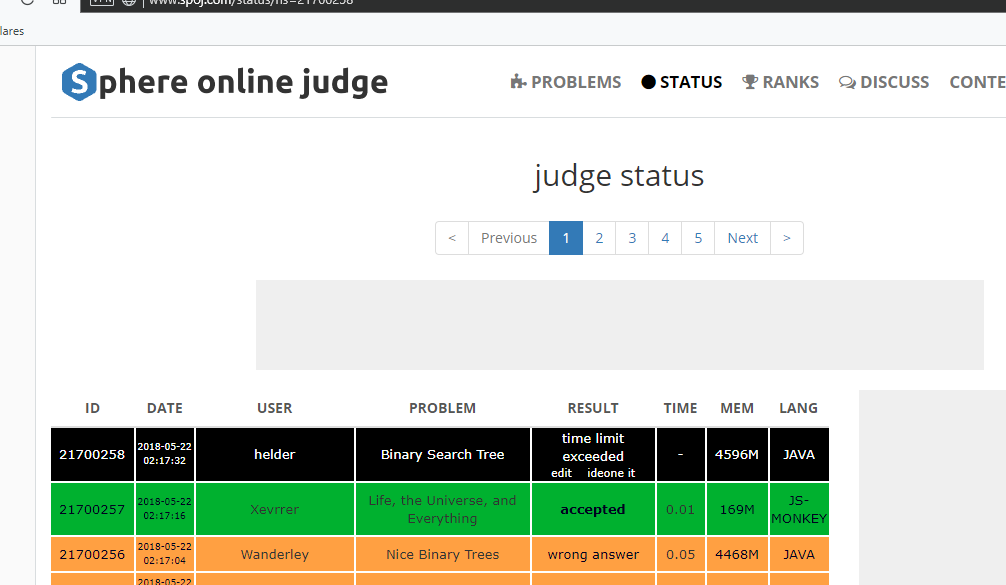 www.spoj.com/status/ns=21700258
lares
Sphere online judge
PROBLEMS STATUS RANKS DISCUSS CONTE
judge status
< Previous 1 2 3 4 5 Next >
ID DATE USER PROBLEM RESULT TIME MEM LANG
21700258 2018-05-22 02:17:32 helder Binary Search Tree time limit exceeded edit ideone it - 4596M JAVA
21700257 2018-05-22 02:17:16 Xevrrer Life, the Universe, and Everything accepted 0.01 169M JS-MONKEY
21700256 2018-05-22 02:17:04 Wanderley Nice Binary Trees wrong answer 0.05 4468M JAVA
2018-05-22